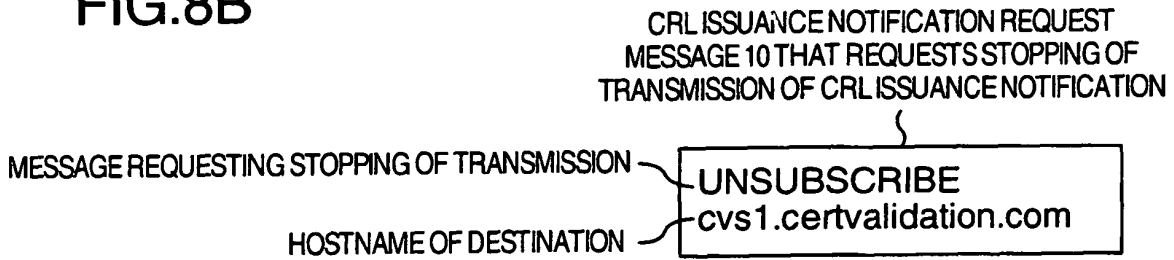 FIG.8B
CRL ISSUANCE NOTIFICATION REQUEST
MESSAGE 10 THAT REQUESTS STOPPING OF
TRANSMISSION OF CRL ISSUANCE NOTIFICATION
MESSAGE REQUESTING STOPPING OF TRANSMISSION
UNSUBSCRIBE
HOSTNAME OF DESTINATION
cvs1.certvalidation.com